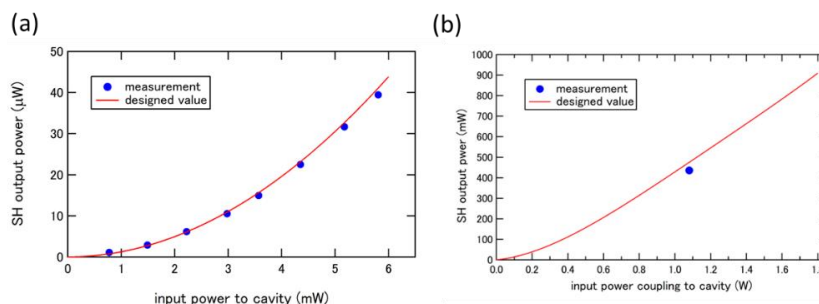 (a)
50
40
30
20
10
0
SH output power (μW)
measurement
designed value
0 1 2 3 4 5 6
input power to cavity (mW)
(b)
1000
900
800
700
600
500
400
300
200
100
0
SH output power (mW)
measurement
designed value
0.0 0.2 0.4 0.6 0.8 1.0 1.2 1.4 1.6 1.8
input power coupling to cavity (W)